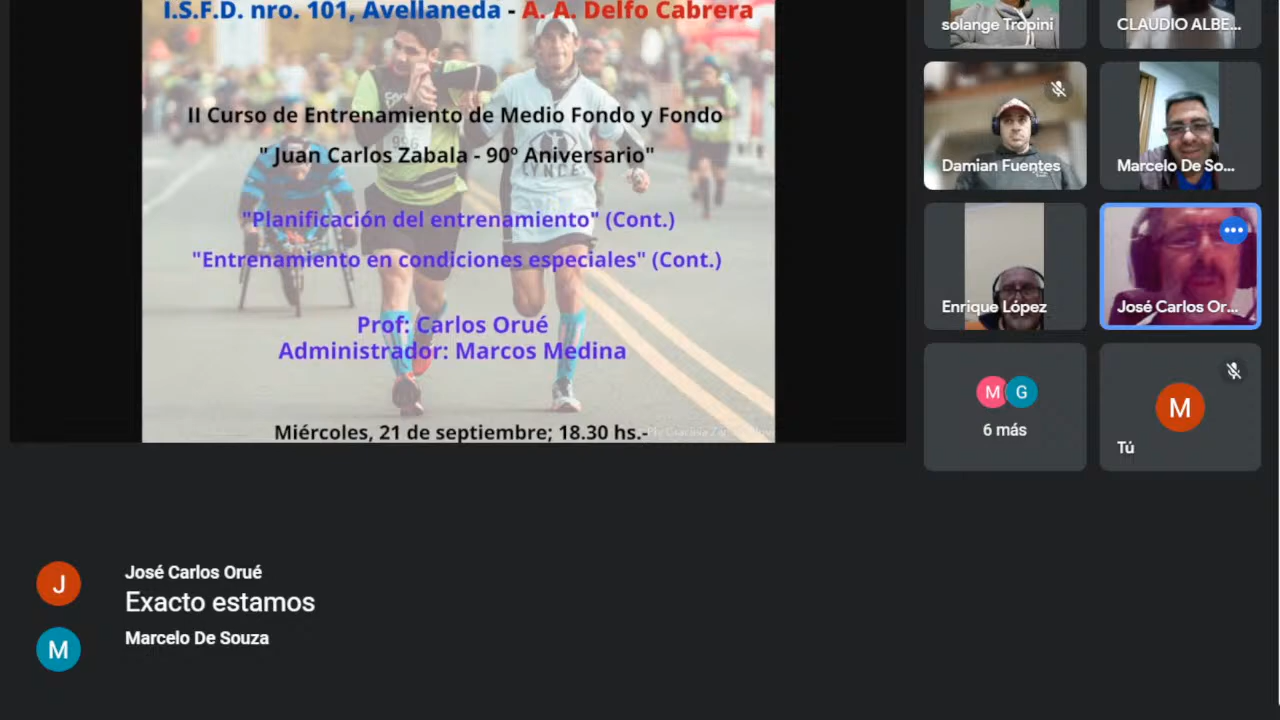 I.S.F.D. nro. 101, Avellaneda - A. A. Delfo Cabrera
II Curso de Entrenamiento de Medio Fondo y Fondo
" Juan Carlos Zabala - 90º Aniversario"
"Planificación del entrenamiento" (Cont.)
"Entrenamiento en condiciones especiales" (Cont.)
Prof: Carlos Orué
Administrador: Marcos Medina
Miércoles, 21 de septiembre; 18.30 hs.-
996
LYNCE
solange Tropini
CLAUDIO ALBE...
Damian Fuentes
Marcelo De So...
Enrique López
José Carlos Or...
M
G
6 más
M
Tú
J
José Carlos Orué
Exacto estamos
M
Marcelo De Souza